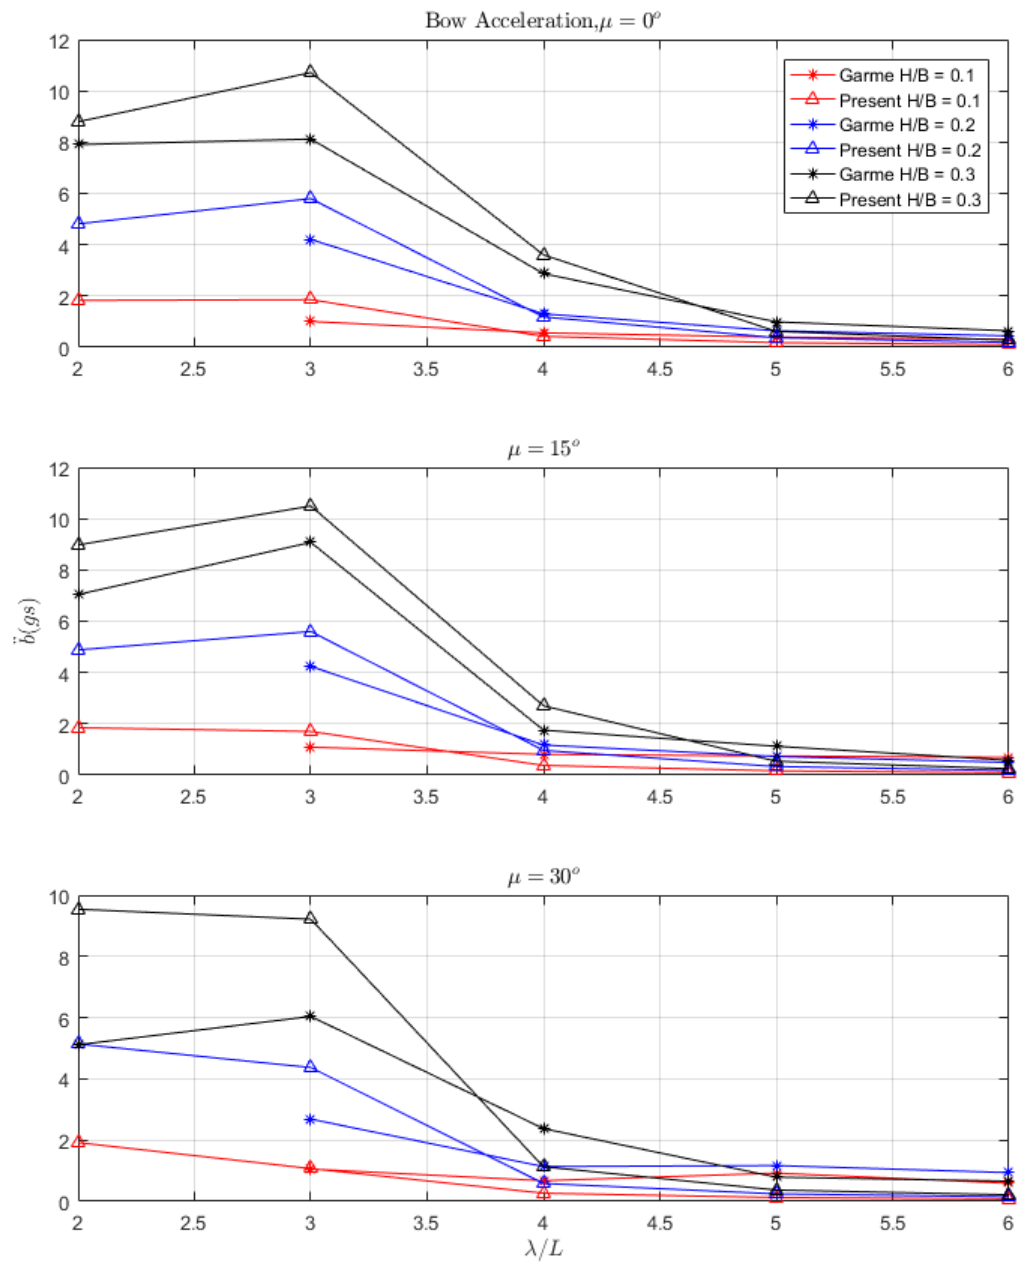 Bow Acceleration,μ = 0°
12
10
8
6
4
2
0
Garme H/B = 0.1
Present H/B = 0.1
Garme H/B = 0.2
Present H/B = 0.2
Garme H/B = 0.3
Present H/B = 0.3
2 2.5 3 3.5 4 4.5 5 5.5 6
μ = 15°
12
10
8
6
4
2
0
b̈(gs)
2 2.5 3 3.5 4 4.5 5 5.5 6
μ = 30°
10
8
6
4
2
0
2 2.5 3 3.5 4 4.5 5 5.5 6
λ/L